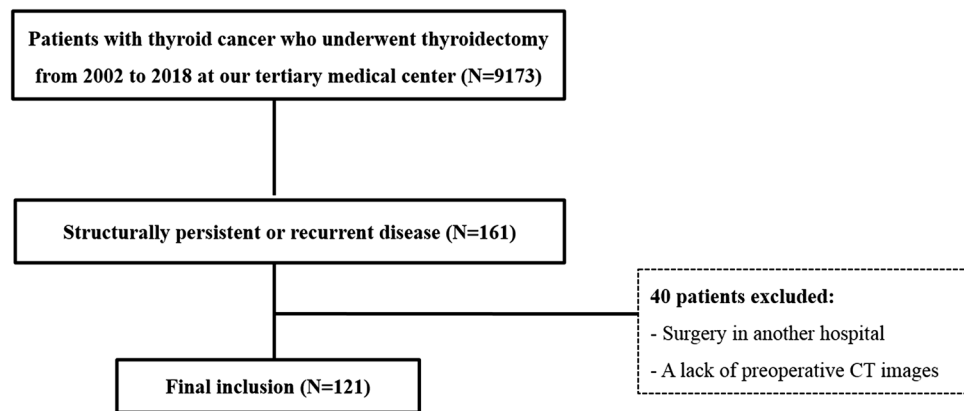 Patients with thyroid cancer who underwent thyroidectomy
from 2002 to 2018 at our tertiary medical center (N=9173)
Structurally persistent or recurrent disease (N=161)
40 patients excluded:
- Surgery in another hospital
- A lack of preoperative CT images
Final inclusion (N=121)